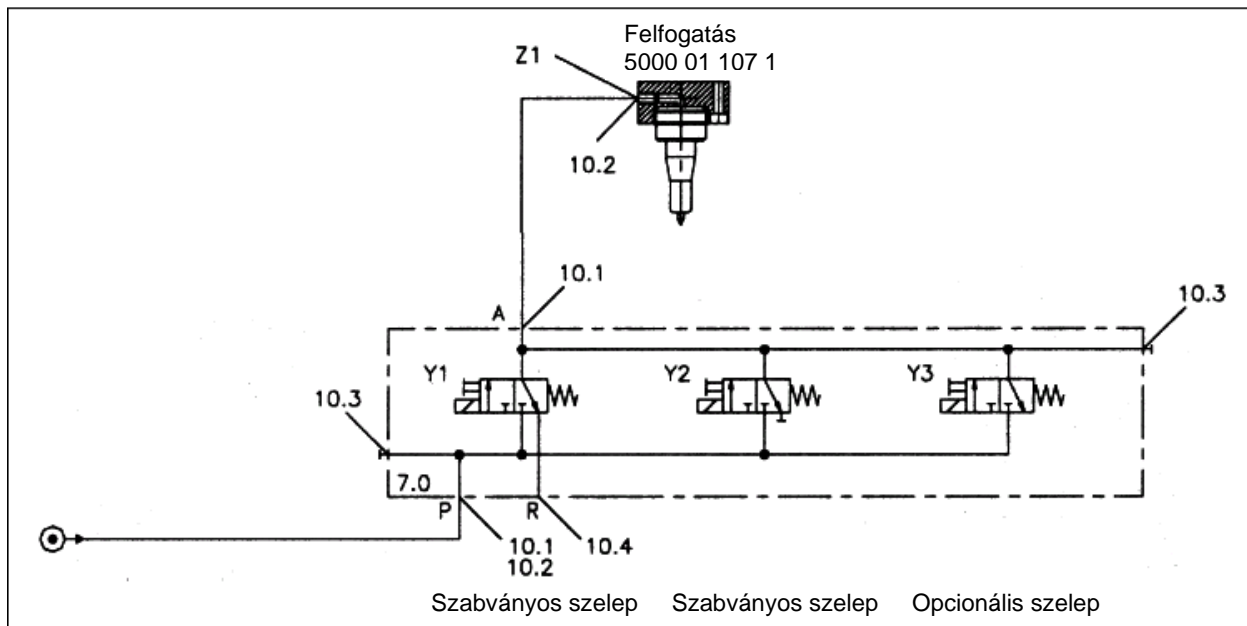 Felfogatás
5000 01 107 1
Z1
10.2
10.1
A
10.3
Y1
Y2
Y3
10.3
7.0
P
R
10.1
10.2
10.4
Szabványos szelep
Szabványos szelep
Opcionális szelep